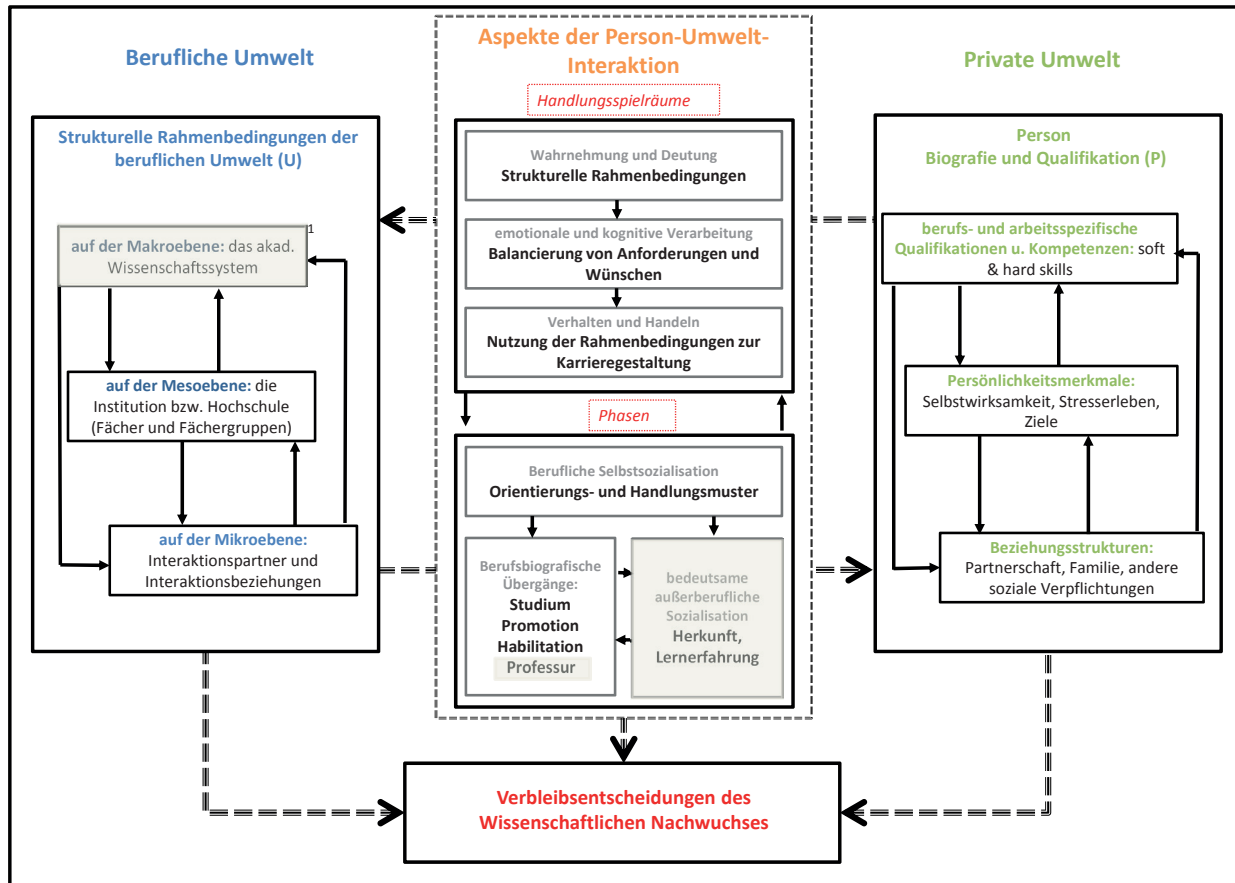 Berufliche Umwelt
Strukturelle Rahmenbedingungen der
beruflichen Umwelt (U)
1
auf der Makroebene: das akad.
Wissenschaftssystem
auf der Mesoebene: die
Institution bzw. Hochschule
(Fächer und Fächergruppen)
auf der Mikroebene:
Interaktionspartner und
Interaktionsbeziehungen
Aspekte der Person-Umwelt-
Interaktion
Handlungsspielräume
Wahrnehmung und Deutung
Strukturelle Rahmenbedingungen
emotionale und kognitive Verarbeitung
Balancierung von Anforderungen und
Wünschen
Verhalten und Handeln
Nutzung der Rahmenbedingungen zur
Karrieregestaltung
Phasen
Berufliche Selbstsozialisation
Orientierungs- und Handlungsmuster
Berufsbiografische
Übergänge:
Studium
Promotion
Habilitation
Professur
bedeutsame
außerberufliche
Sozialisation
Herkunft,
Lernerfahrung
Private Umwelt
Person
Biografie und Qualifikation (P)
berufs- und arbeitsspezifische
Qualifikationen u. Kompetenzen: soft
& hard skills
Persönlichkeitsmerkmale:
Selbstwirksamkeit, Stresserleben,
Ziele
Beziehungsstrukturen:
Partnerschaft, Familie, andere
soziale Verpflichtungen
Verbleibsentscheidungen des
Wissenschaftlichen Nachwuchses